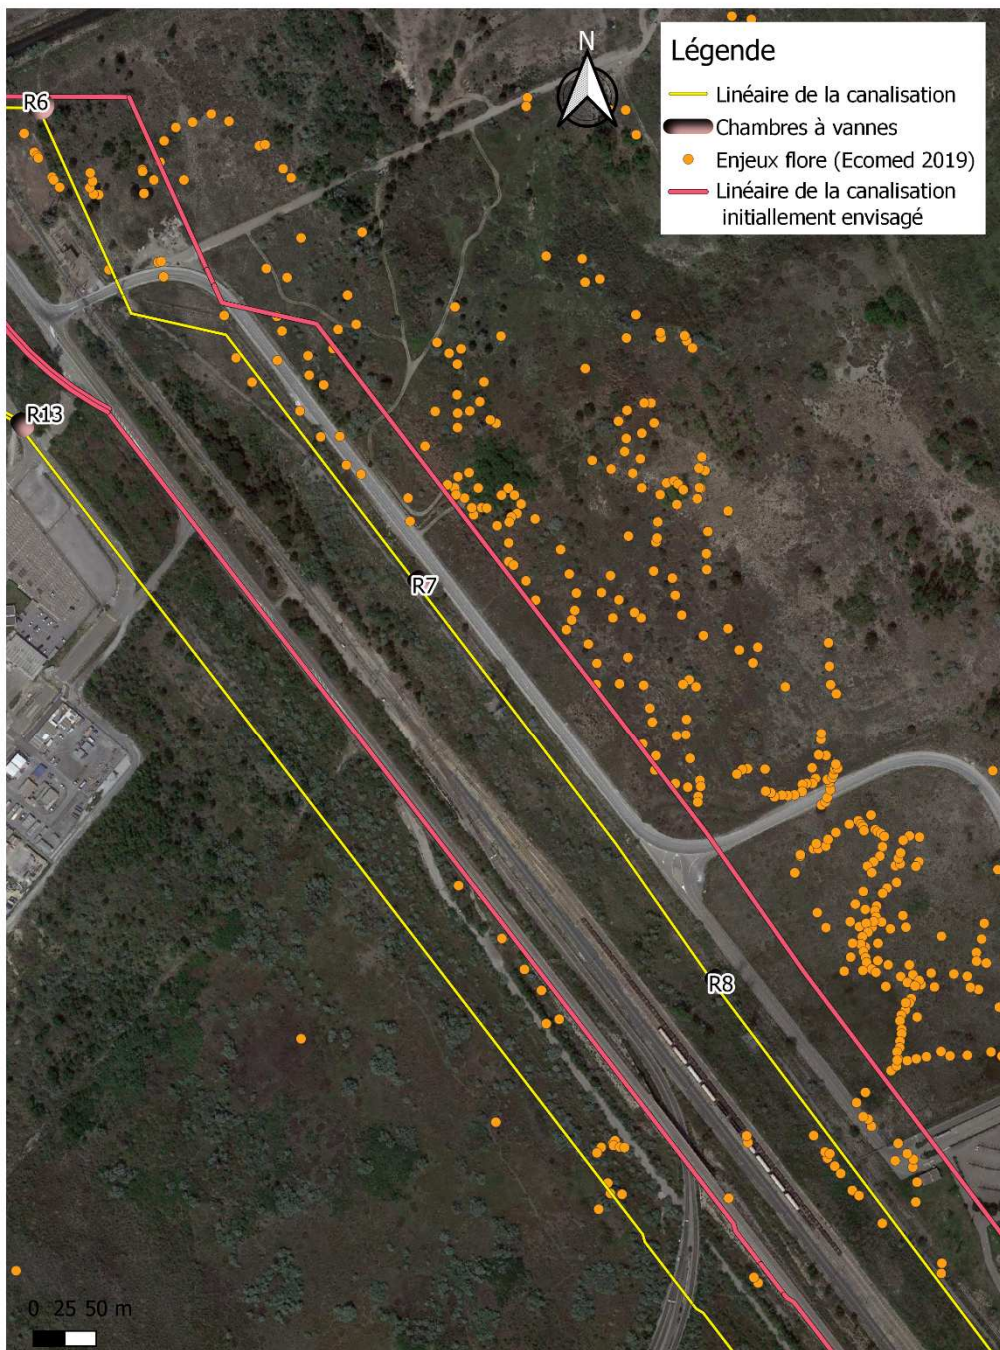 N
Légende
Linéaire de la canalisation
Chambres à vannes
Enjeux flore (Ecomed 2019)
Linéaire de la canalisation
initiallement envisagé
R6
R13
R7
R8
0 25 50 m